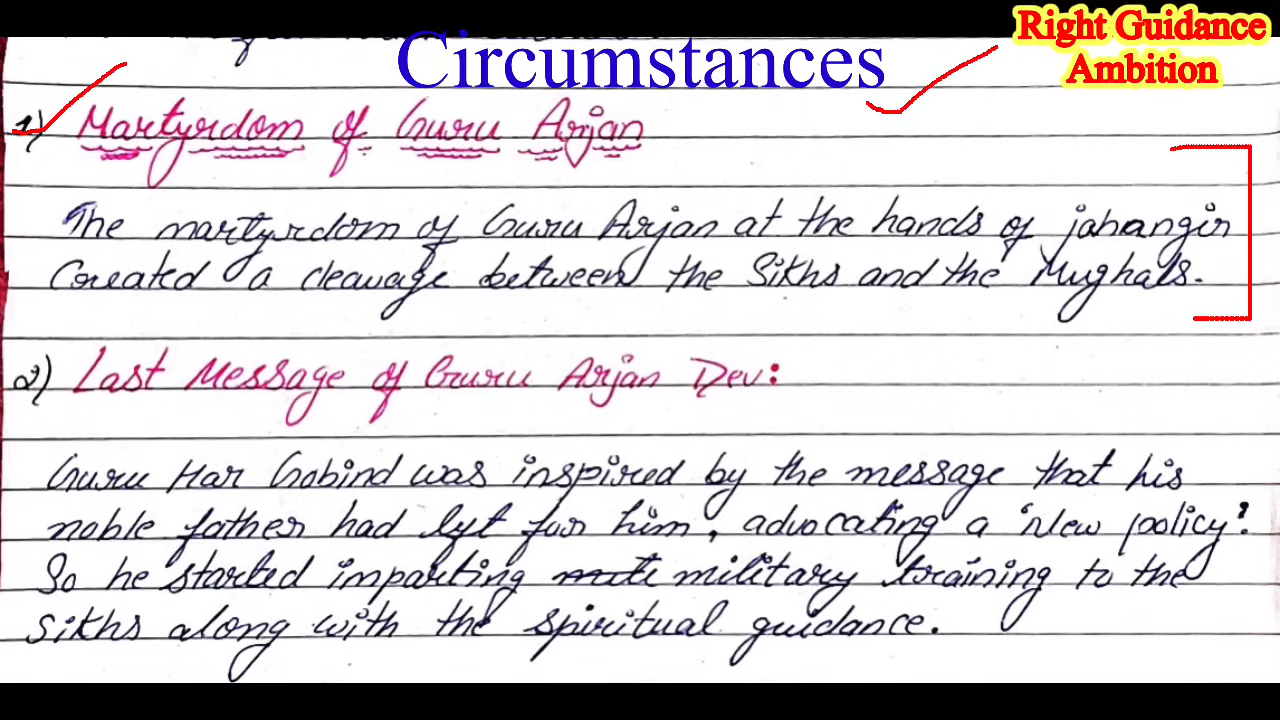 Circumstances
Right Guidance
Ambition
1) Martyrdom of Guru Arjan
The martyrdom of Guru Arjan at the hands of jahangir
Created a cleavage between the Sikhs and the Mughals.
2) Last Message of Guru Arjan Dev:
Guru Har Gobind was inspired by the message that his
noble father had left for him, advocating a 'New policy'.
So he started imparting military training to the
Sikhs along with the spiritual guidance.